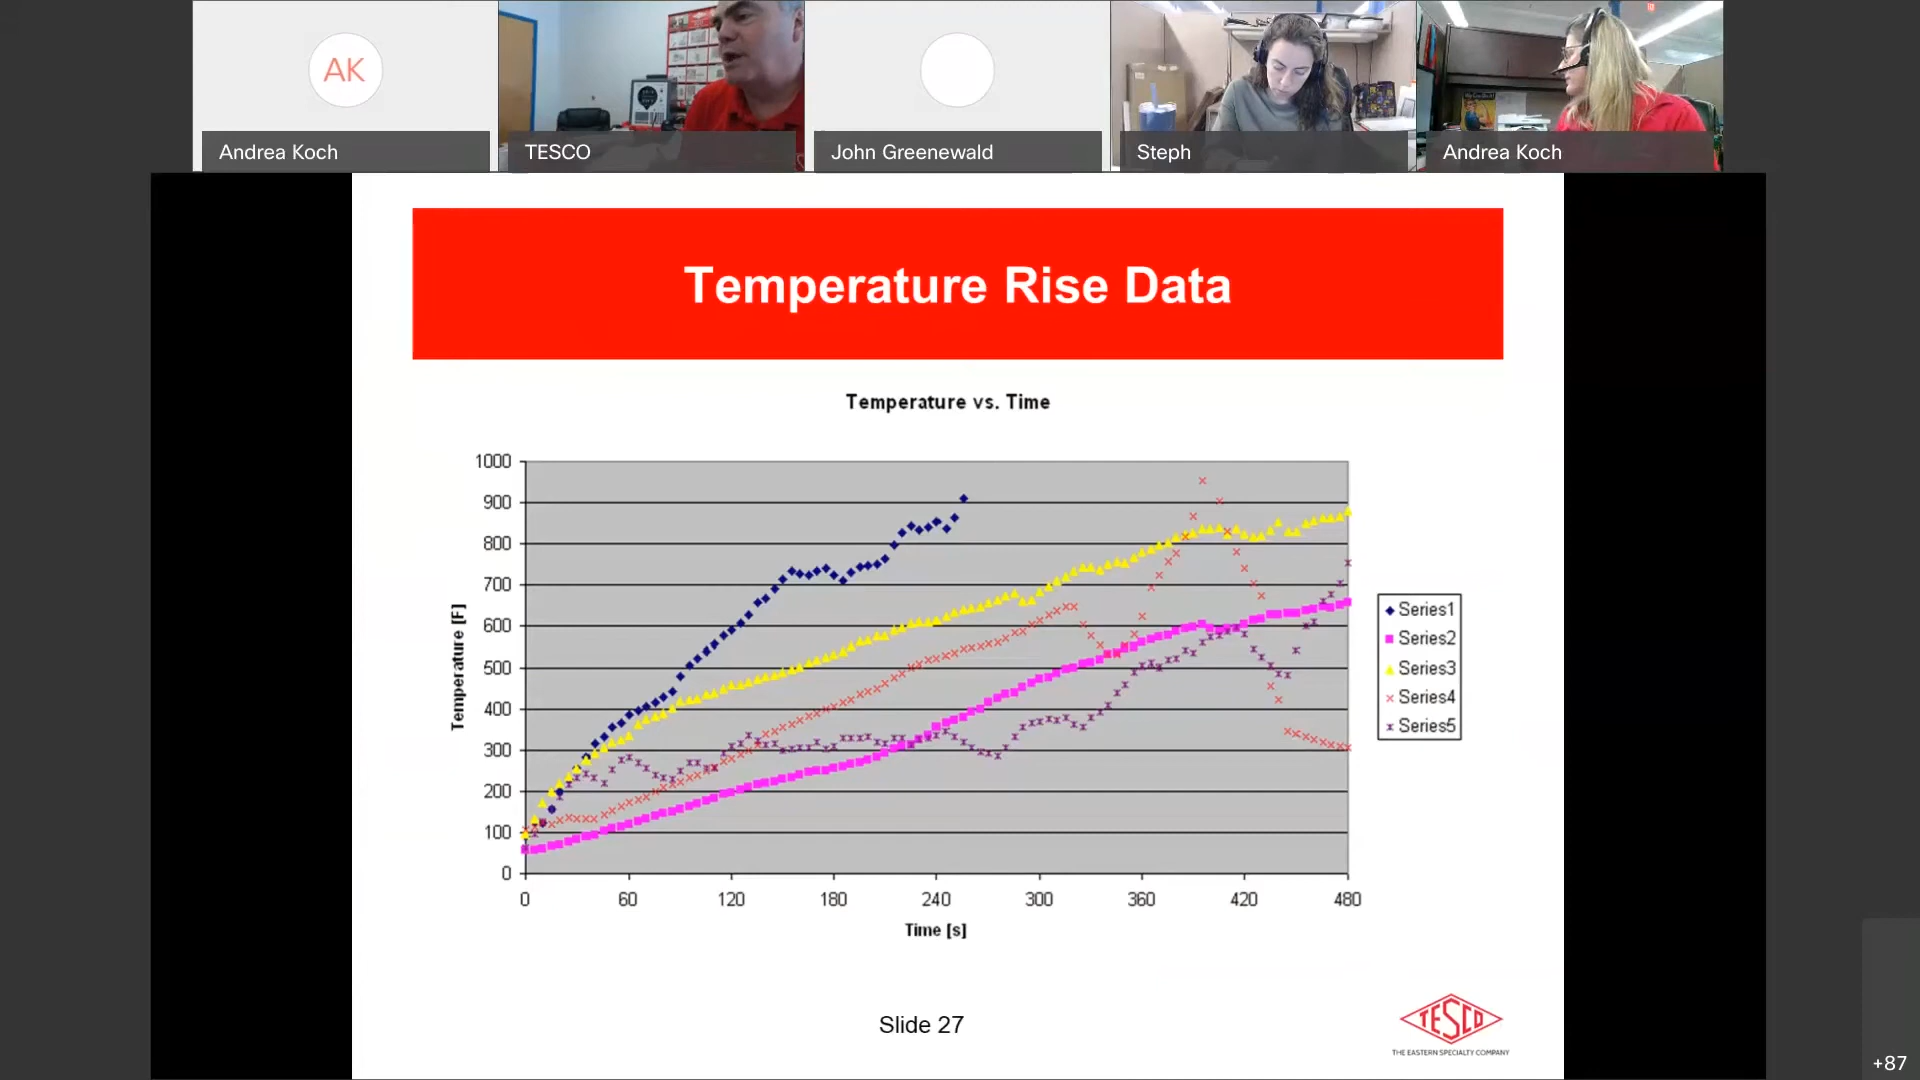 AK
Andrea Koch
TESCO
John Greenewald
Steph
Andrea Koch
Temperature Rise Data
Temperature vs. Time
1000
900
800
700
600
500
400
300
200
100
0
Temperature [F]
0 60 120 180 240 300 360 420 480
Time [s]
Series1
Series2
Series3
Series4
Series5
Slide 27
TESCO
THE EASTERN SPECIALTY COMPANY
+87